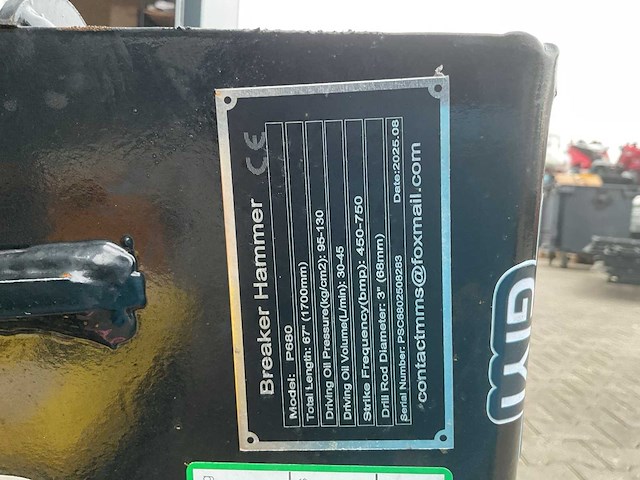 Breaker Hammer CE
Model: P680
Total Length: 67" (1700mm)
Driving Oil Pressure(kg/cm2): 95-130
Driving Oil Volume(L/min): 30-45
Strike Frequency(bmp): 450-750
Drill Rod Diameter: 3" (68mm)
Serial Number: PSC6802508283 Date:2025.08
contactmms@foxmail.com
GIYI